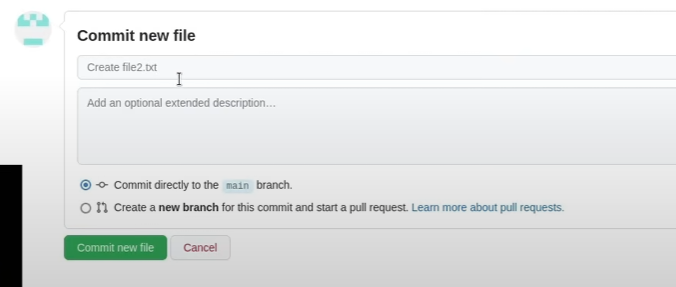 Commit new file
Create file2.txt
Add an optional extended description…
Commit directly to the main branch.
Create a new branch for this commit and start a pull request. Learn more about pull requests.
Commit new file
Cancel